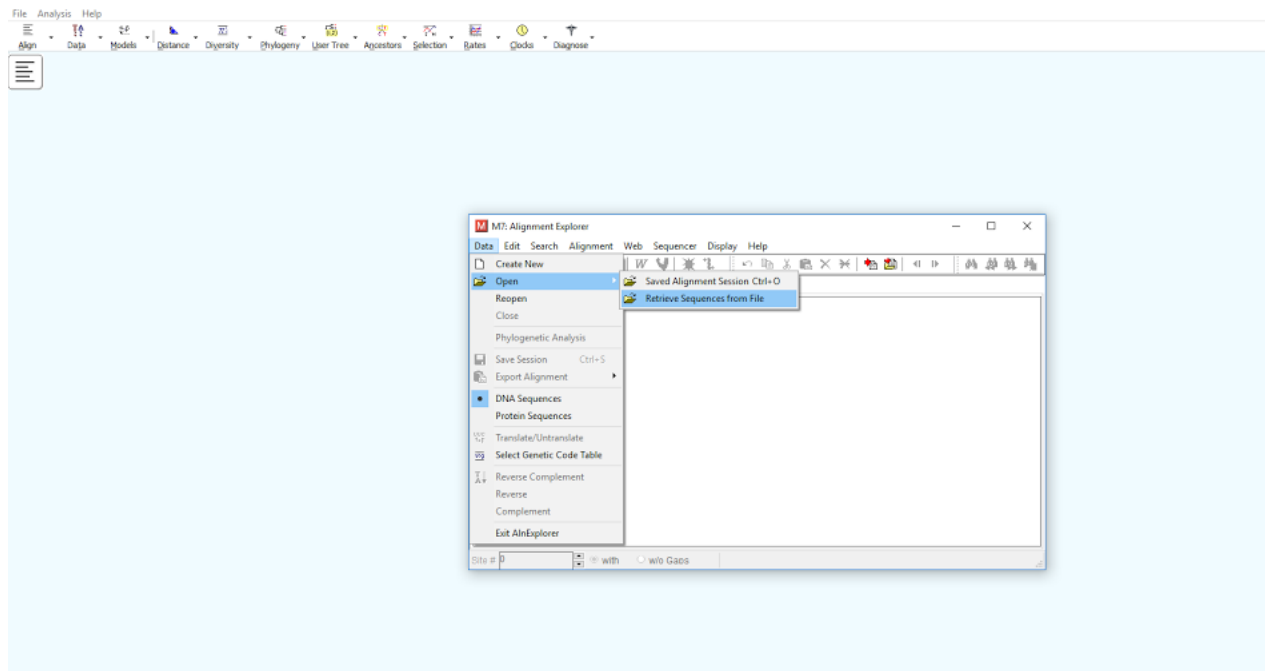 File Analysis Help
Align Data Models Distance Diversity Phylogeny User Tree Ancestors Selection Rates Clocks Diagnose
M7: Alignment Explorer
Data Edit Search Alignment Web Sequencer Display Help
Create New
Open
Saved Alignment Session Ctrl+O
Reopen
Retrieve Sequences from File
Close
Phylogenetic Analysis
Save Session Ctrl+S
Export Alignment
DNA Sequences
Protein Sequences
Translate/Untranslate
Select Genetic Code Table
Reverse Complement
Reverse
Complement
Exit AlnExplorer
Site # 0 with w/o Gaps